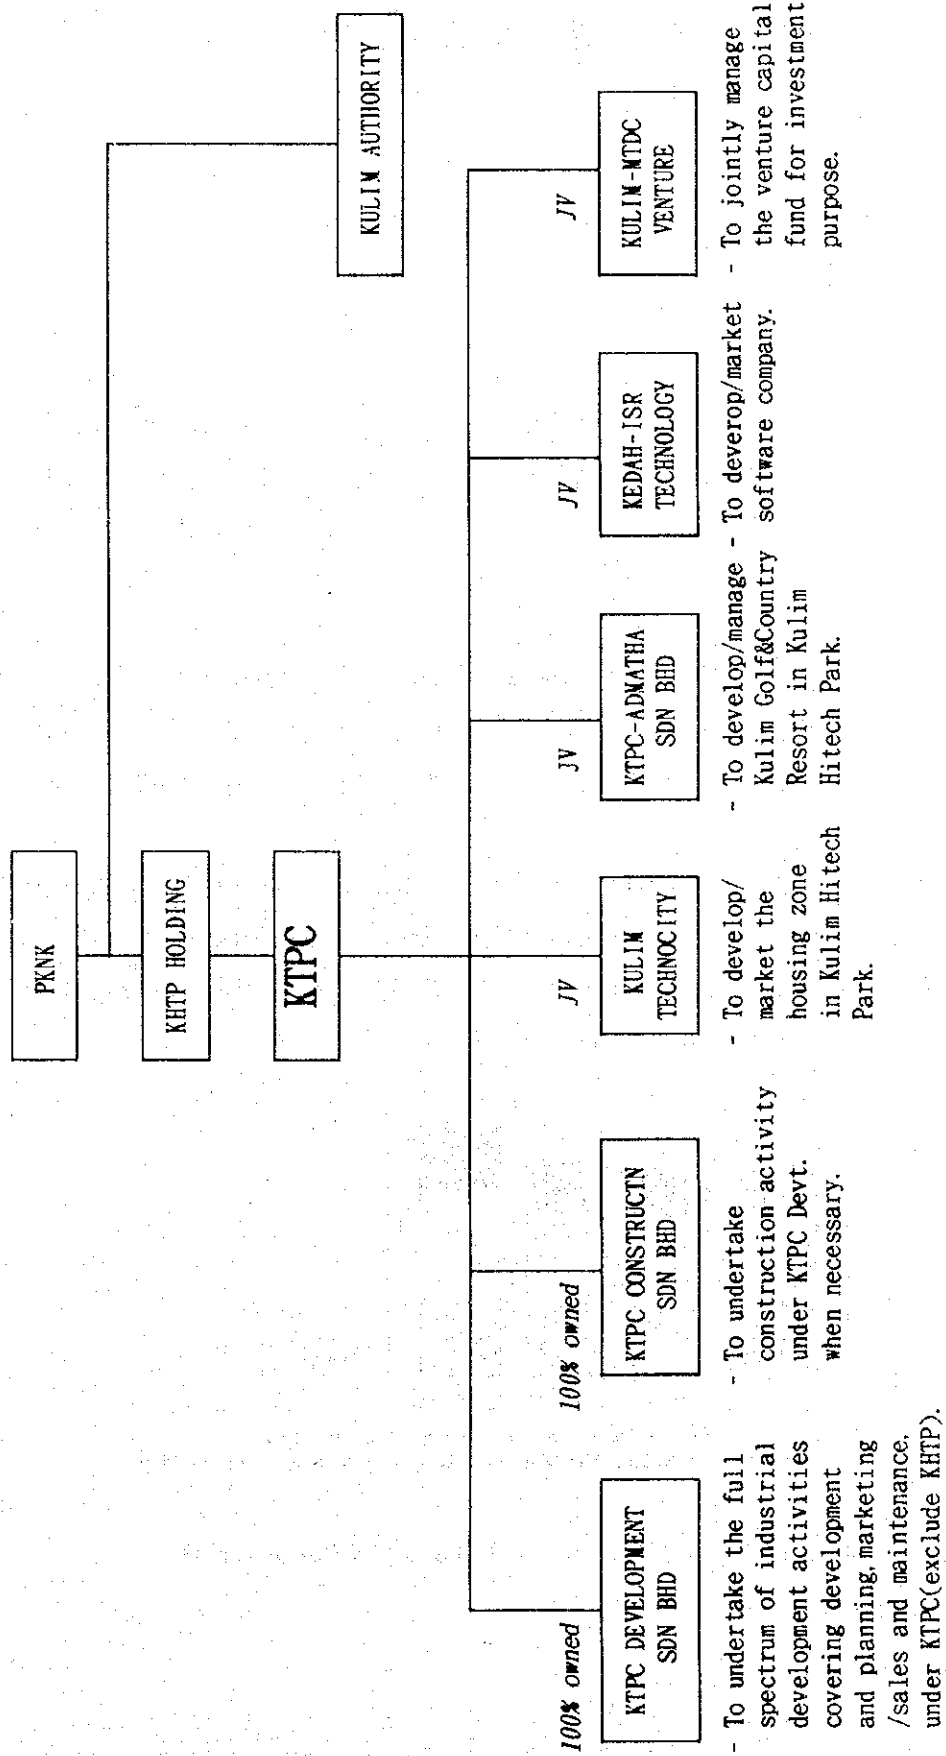 PKNK
KHTP HOLDING
KTPC
KULIM AUTHORITY
100% owned
KTPC DEVELOPMENT
SDN BHD
- To undertake the full
spectrum of industrial
development activities
covering development
and planning, marketing
/sales and maintenance,
under KTPC(exclude KHTP).
100% owned
KTPC CONSTRUCTN
SDN BHD
- To undertake
construction activity
under KTPC Devt.
when necessary.
JV
KULIM
TECHNOCITY
- To develop/
market the
housing zone
in Kulim Hitech
Park.
JV
KTPC-ADMATHA
SDN BHD
- To develop/manage
Kulim Golf&Country
Resort in Kulim
Hitech Park.
JV
KEDAH-ISR
TECHNOLOGY
- To deverop/market
software company.
JV
KULIM-MTDC
VENTURE
- To jointly manage
the venture capital
fund for investment
purpose.